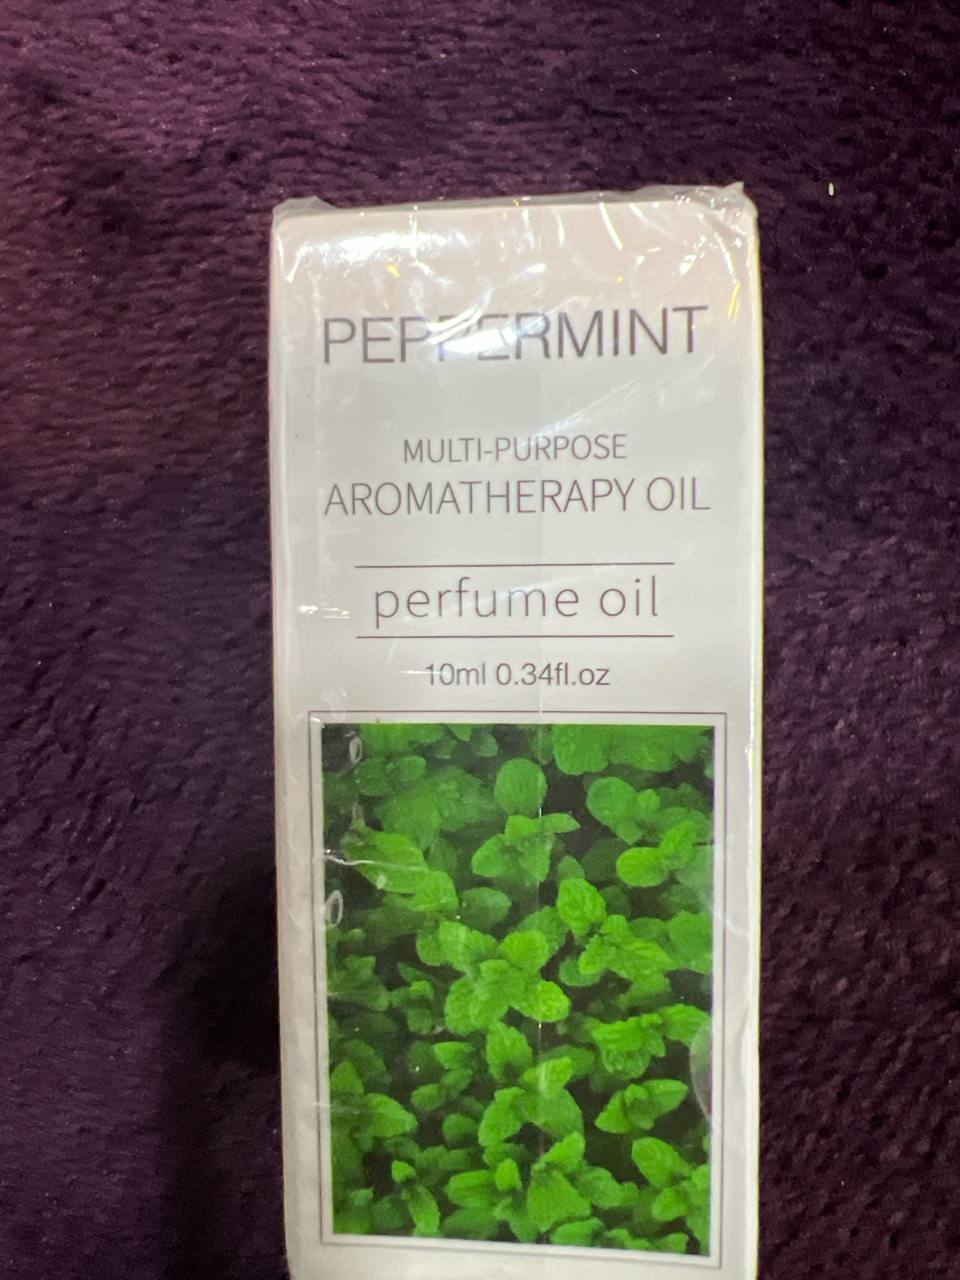 PEPPERMINT
MULTI-PURPOSE
AROMATHERAPY OIL
perfume oil
10ml 0.34fl.oz